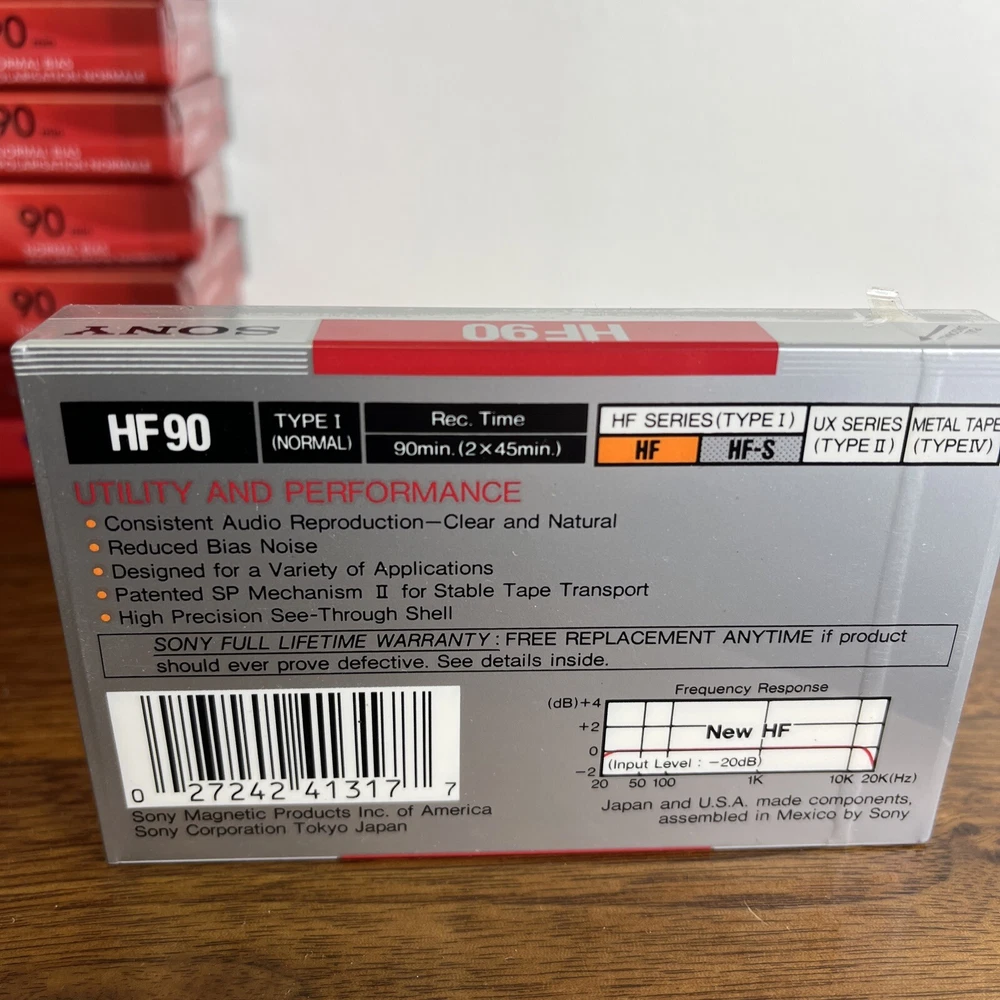 90
NORMAL BIAS
90
NORMAL BIAS
90
NORMAL BIAS
90
SONY
HF90
HF90
TYPE I
(NORMAL)
Rec. Time
90min. (2×45min.)
HF SERIES (TYPE I)
HF HF-S
UX SERIES
(TYPE II)
METAL TAPE
(TYPE IV)
UTILITY AND PERFORMANCE
• Consistent Audio Reproduction—Clear and Natural
• Reduced Bias Noise
• Designed for a Variety of Applications
• Patented SP Mechanism II for Stable Tape Transport
• High Precision See-Through Shell
SONY FULL LIFETIME WARRANTY : FREE REPLACEMENT ANYTIME if product
should ever prove defective. See details inside.
0 27242 41317 7
Sony Magnetic Products Inc. of America
Sony Corporation Tokyo Japan
Frequency Response
(dB)+4
+2
0
−2
New HF
(Input Level : −20dB)
20 50 100 1K 10K 20K(Hz)
Japan and U.S.A. made components,
assembled in Mexico by Sony